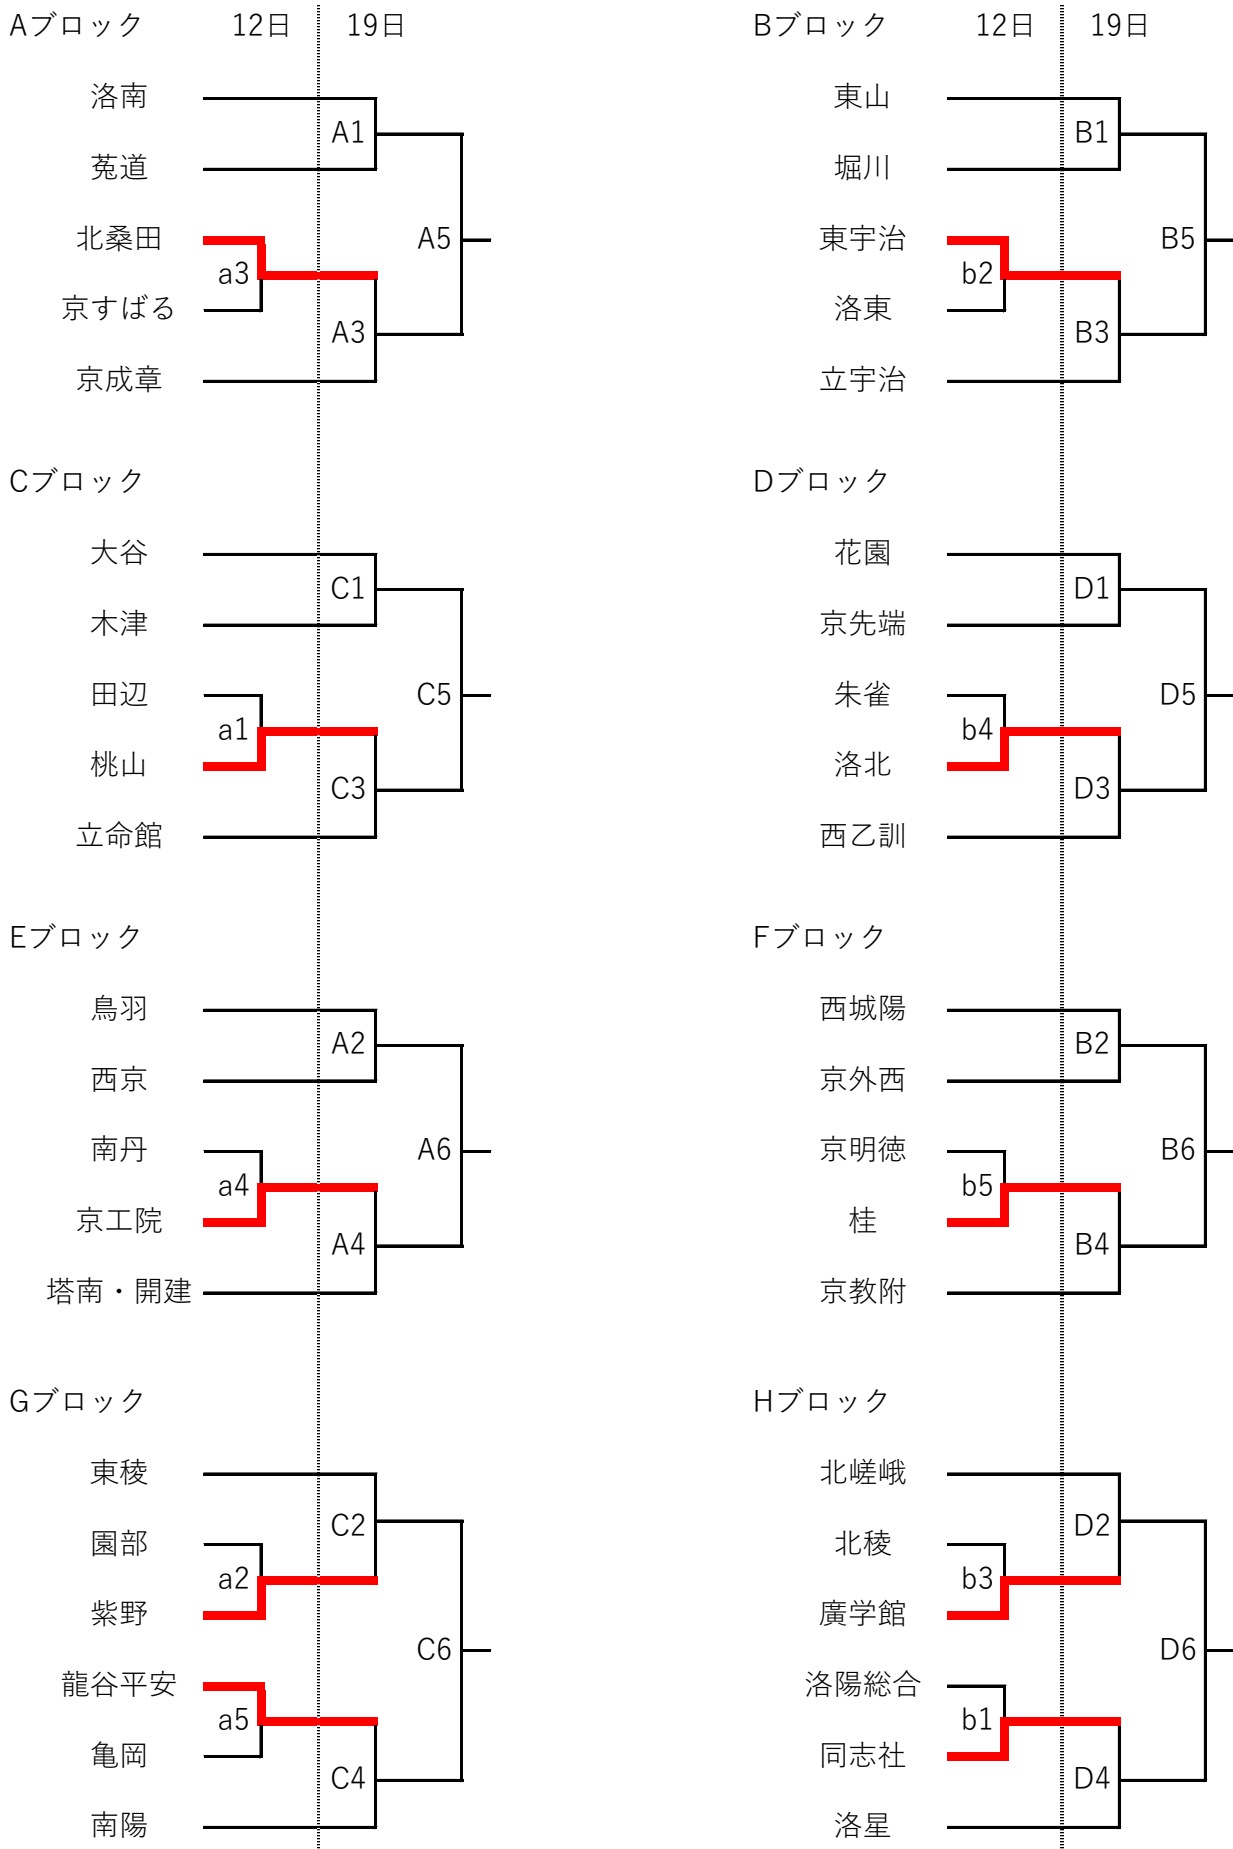 Aブロック 12日 19日
洛南
A1
菟道
北桑田
A5
a3
京すばる
A3
京成章
Bブロック 12日 19日
東山
B1
堀川
東宇治
B5
b2
洛東
B3
立宇治
Cブロック
大谷
C1
木津
田辺
C5
a1
桃山
C3
立命館
Dブロック
花園
D1
京先端
朱雀
D5
b4
洛北
D3
西乙訓
Eブロック
鳥羽
A2
西京
南丹
A6
a4
京工院
A4
塔南・開建
Fブロック
西城陽
B2
京外西
京明徳
B6
b5
桂
B4
京教附
Gブロック
東稜
C2
園部
a2
紫野
C6
龍谷平安
a5
亀岡
C4
南陽
Hブロック
北嵯峨
D2
北稜
b3
廣学館
D6
洛陽総合
b1
同志社
D4
洛星